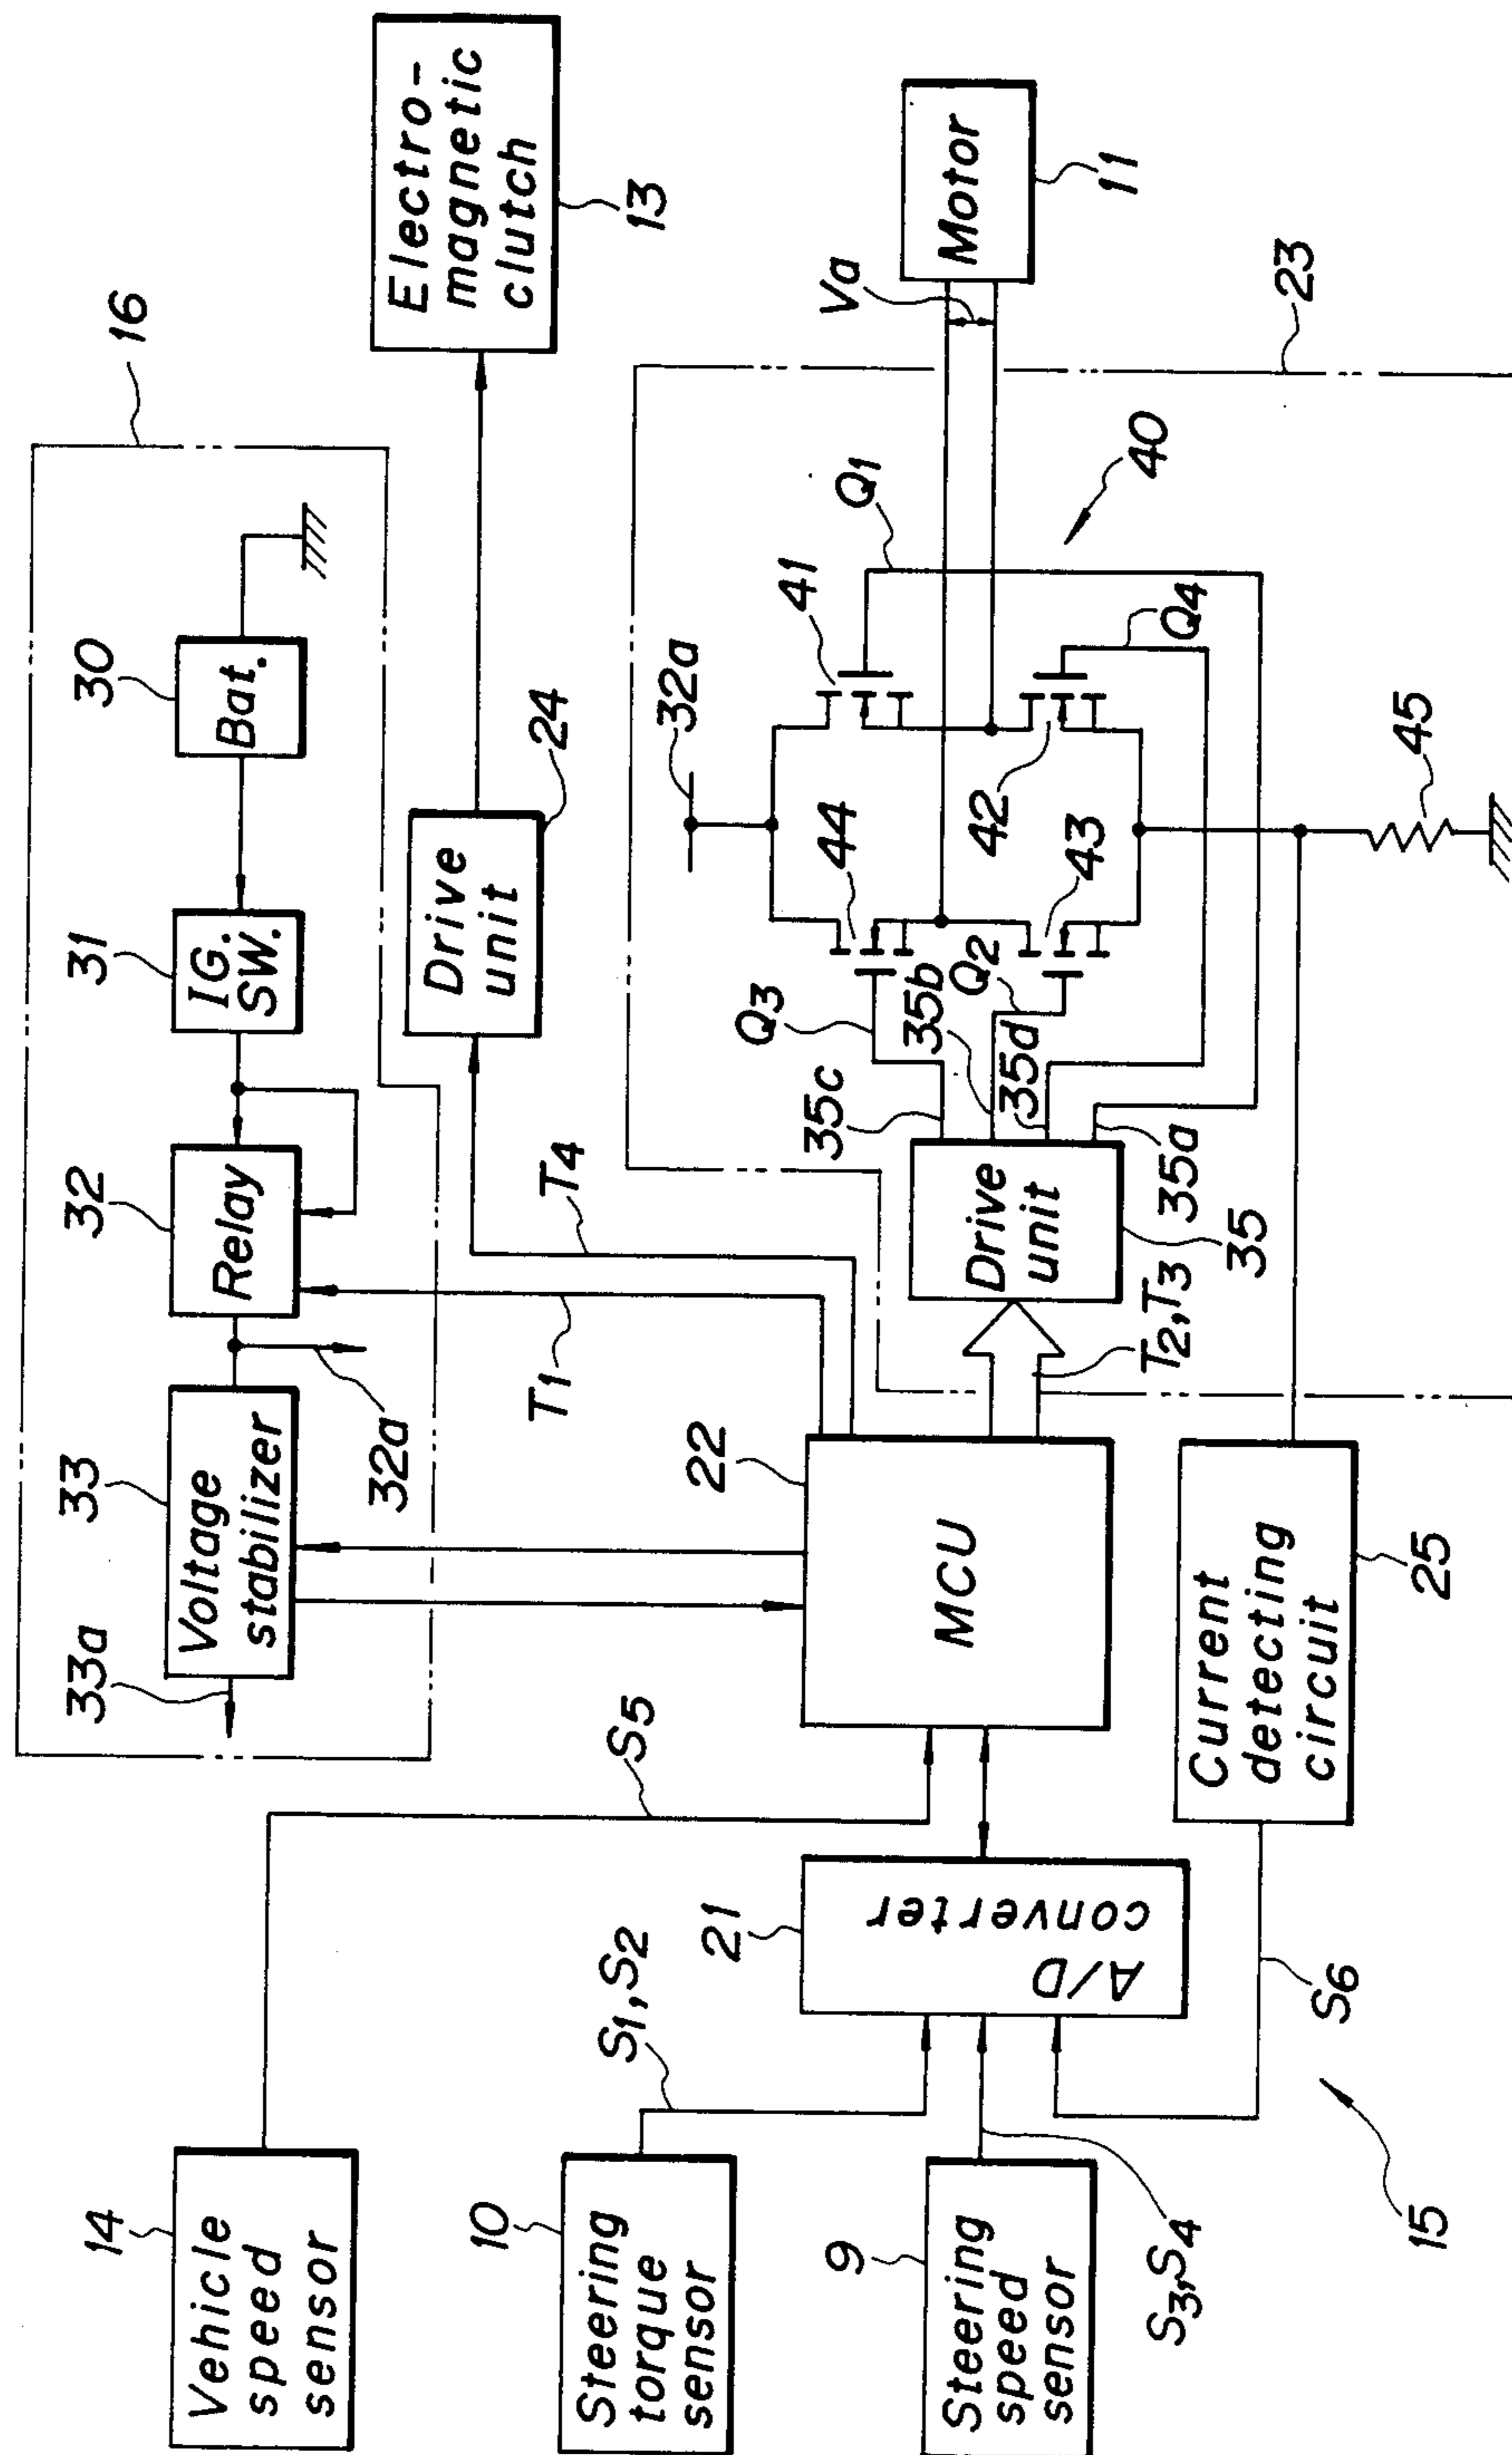 16
30
Bat.
31
IG.
SW.
32
Relay
33
Voltage
stabilizer
33a
32a
T1
T4
Electro-
magnetic
clutch
13
Drive
unit
24
14
Vehicle
speed
sensor
S5
10
Steering
torque
sensor
S1,S2
9
Steering
speed
sensor
S3,S4
21
A/D
converter
22
MCU
T2,T3
Drive
unit
35
35c
35b
35d
35a
Q3
Q2
Q1
Q4
32a
41
44
42
43
40
45
Va
Motor
11
23
Current
detecting
circuit
25
S6
15